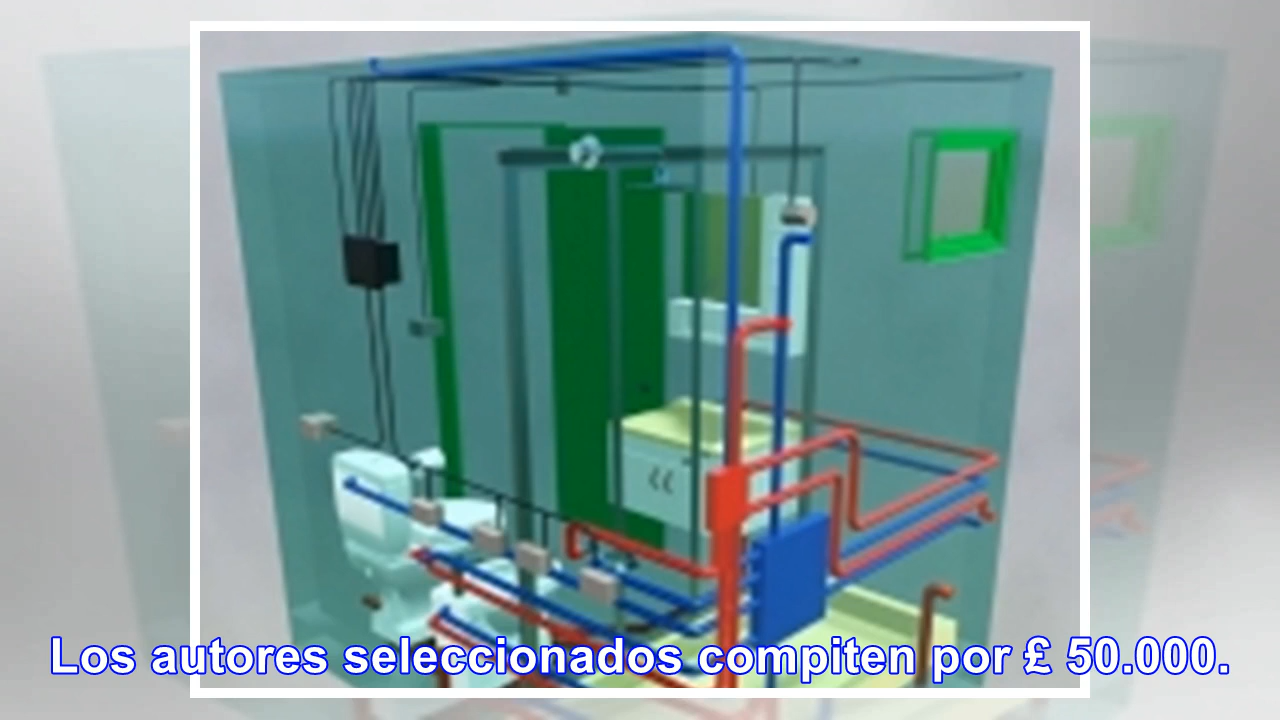 Los autores seleccionados compiten por £ 50.000.